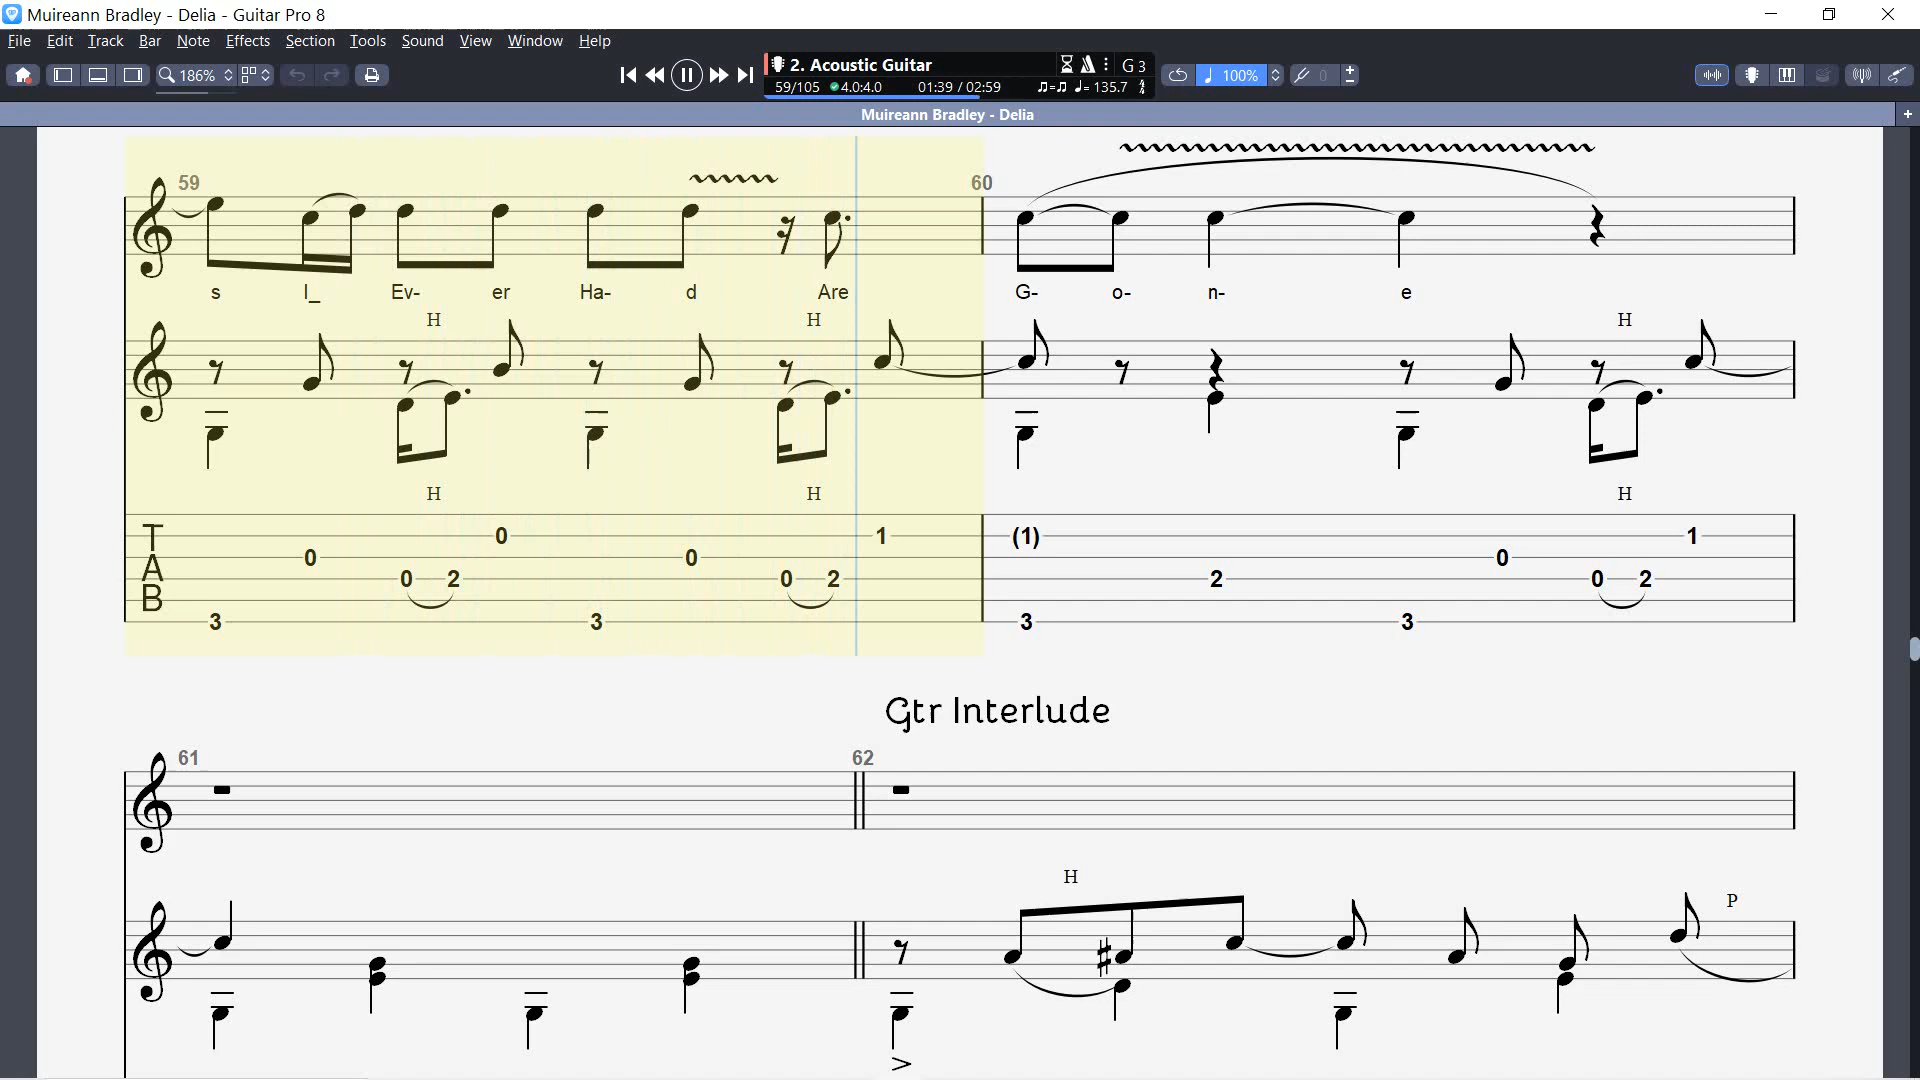 Muireann Bradley - Delia - Guitar Pro 8
File Edit Track Bar Note Effects Section Tools Sound View Window Help
186%
2. Acoustic Guitar
G 3
59/105 4.0:4.0 01:39 / 02:59 ♫=♫ ♩= 135.7
100%
0
Muireann Bradley - Delia +
59 60
s I_ Ev- er Ha- d Are G- o- n- e
H H H
H H H
T A B
0 0 1 (1) 1
0 0 0
0 2 0 2 2 0 2
3 3 3 3
Gtr Interlude
61 62
H P